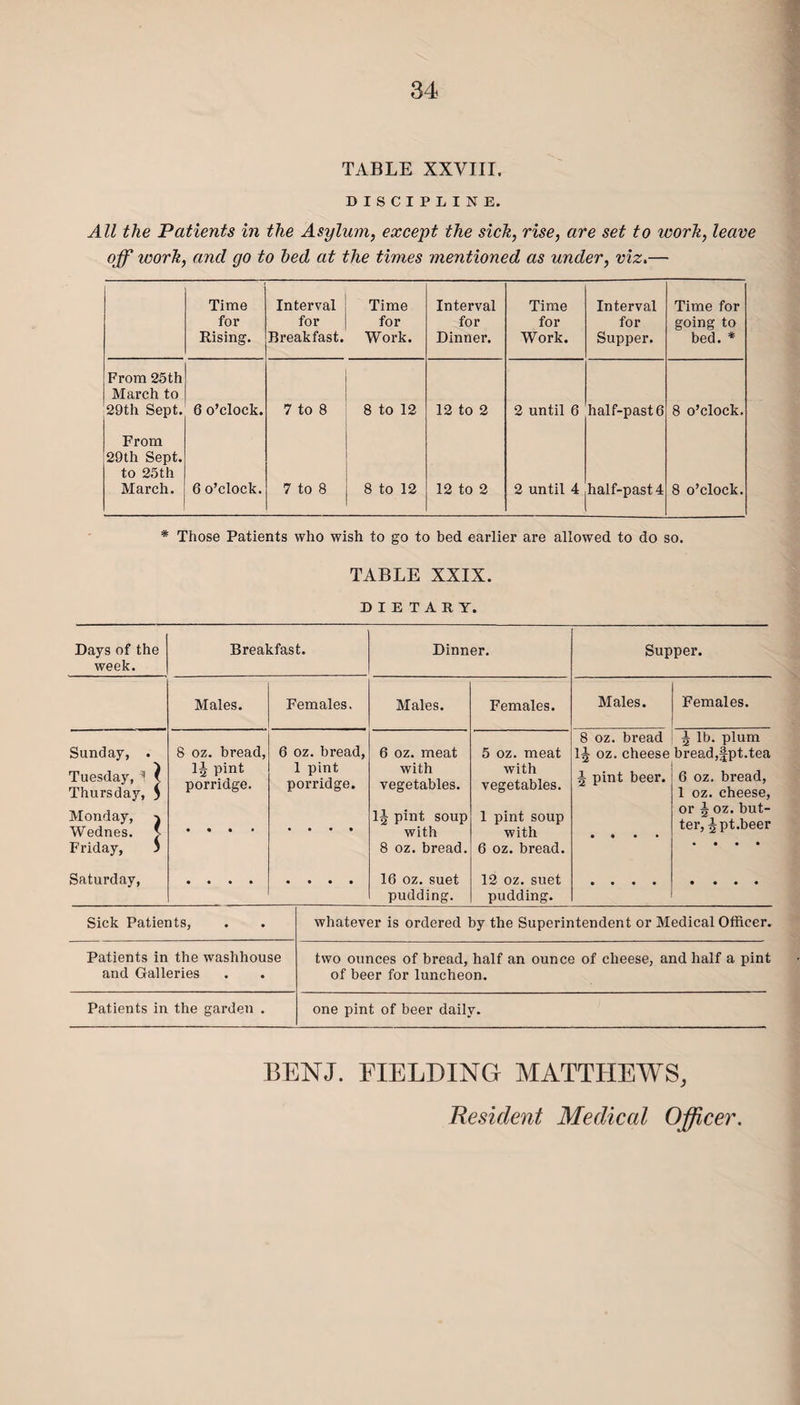 34
TABLE XXVIII.
DISCIPLINE.
All the Patients in the Asylum, except the sick, rise, are set to work, leave
off work, and go to bed at the times mentioned as under, viz.—
Time for Rising. Interval for Breakfast. Time for Work. Interval for Dinner. Time for Work. Interval for Supper. Time for going to bed. *
From 25th March to 29th Sept. 6 o’clock. 7 to 8 8 to 12 12 to 2 2 until 6 half-past 6 8 o’clock.
From 29th Sept. to 25th March. 6 o’clock. 7 to 8 8 to 12 12 to 2 2 until 4 half-past 4 8 o’clock.
* Those Patients who wish to go to bed earlier are allowed to do so.
TABLE XXIX.
DIETARY.
Days of the week. Breakfast. Dinner. Supper.
Males. Females. Males. Females. Males. Females.
Sunday, . Tuesday, Thursday, } 8 oz. bread, 1½ pint porridge. 6 oz. bread, 1 pint porridge. 6 oz. meat with vegetables. 5 oz. meat with vegetables. 8 oz. bread 1½ oz. cheese ½ pint beer. ½ lb. plum bread, ¾pt. tea
6 oz. bread, 1 oz. cheese, or ½ oz. butter, ½ pt. beer
Monday, Wednes. Friday, } . . . . . . . . 1½ pint soup with 8 oz. bread. 1 pint soup with 6 oz. bread. . . . . . . . .
Saturday, . . . . . . . . 16 oz. suet pudding. 12 oz. suet pudding. . . . . . . . .
Sick Patients, . . whatever is ordered by the Superintendent or Medical Officer.
Patients in the washhouse and Galleries . . two ounces of bread, half an ounce of cheese, and half a pint of beer for luncheon.
Patients in the garden . one pint of beer daily.
BENJ. FIELDING MATTHEWS,
Resident Medical Officer.